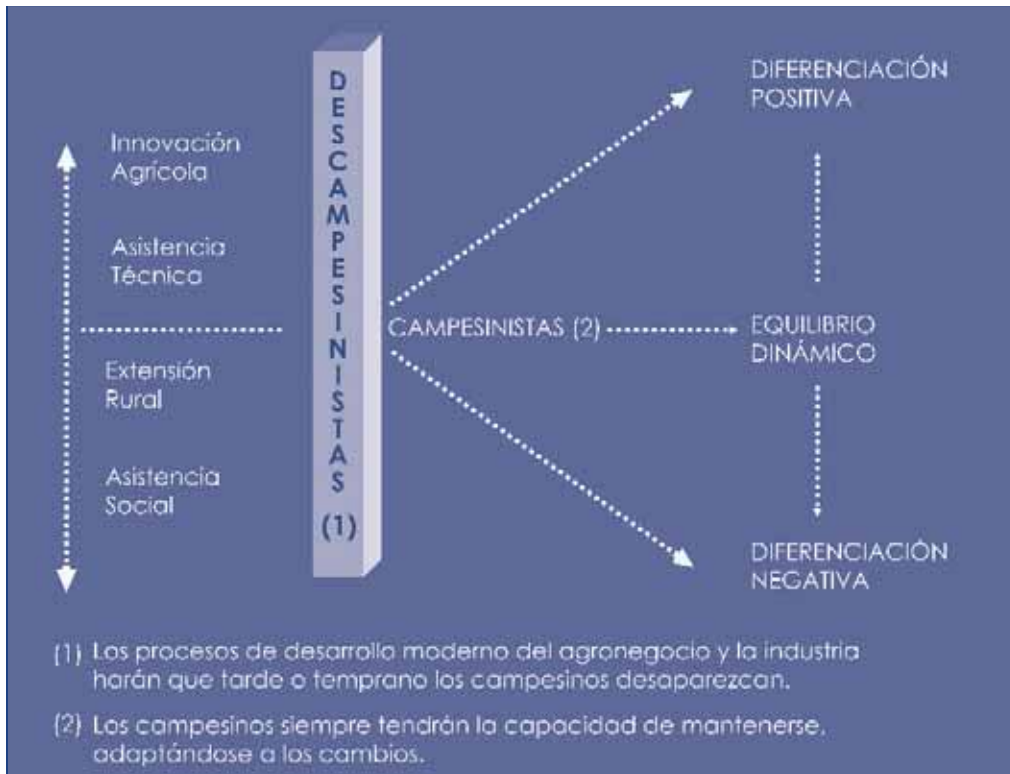 Innovación
Agrícola
Asistencia
Técnica
Extensión
Rural
Asistencia
Social
DESCAMPESINISTAS (1)
CAMPESINISTAS (2)
DIFERENCIACIÓN
POSITIVA
EQUILIBRIO
DINÁMICO
DIFERENCIACIÓN
NEGATIVA
(1) Los procesos de desarrollo moderno del agronegocio y la industria
harán que tarde o temprano los campesinos desaparezcan.
(2) Los campesinos siempre tendrán la capacidad de mantenerse,
adaptándose a los cambios.